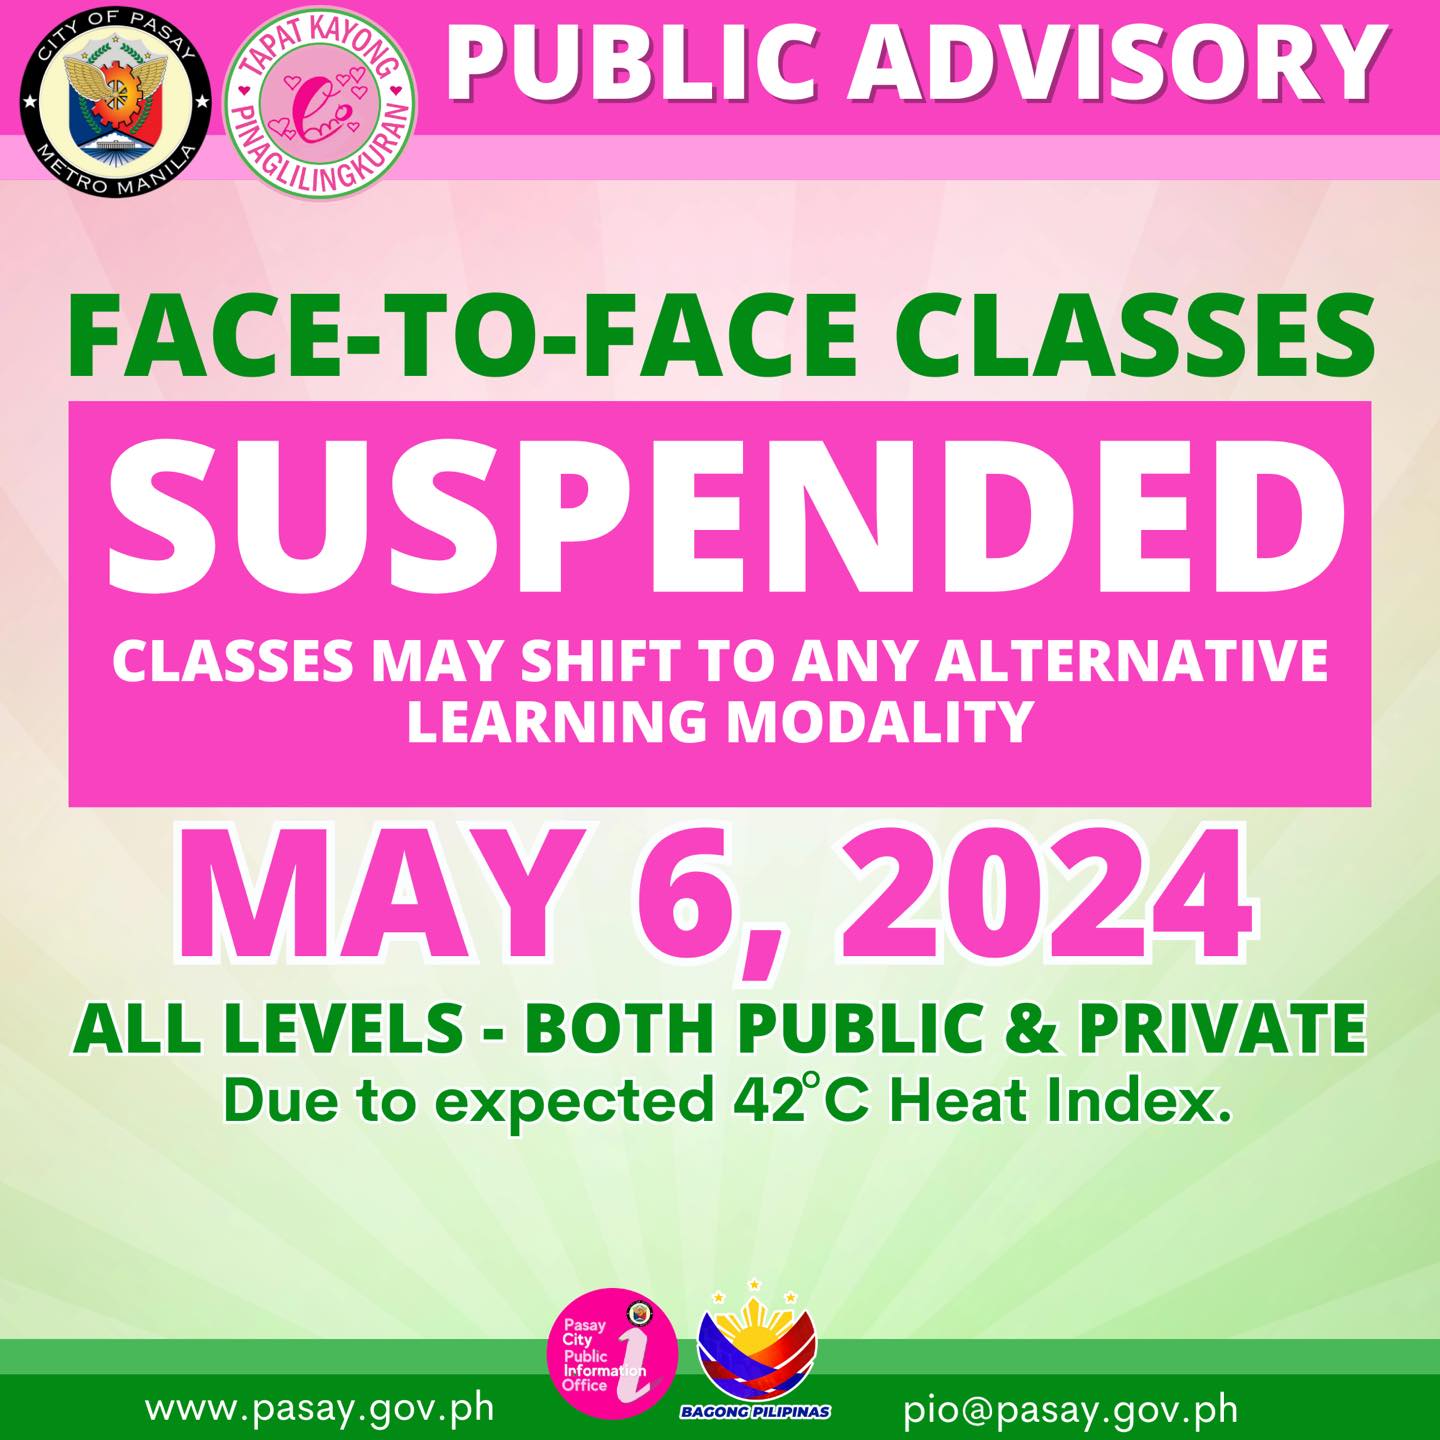 CITY OF PASAY
METRO MANILA
TAPAT KAYONG
PINAGLILINGKURAN
PUBLIC ADVISORY
FACE-TO-FACE CLASSES
SUSPENDED
CLASSES MAY SHIFT TO ANY ALTERNATIVE
LEARNING MODALITY
MAY 6, 2024
ALL LEVELS - BOTH PUBLIC & PRIVATE
Due to expected 42°C Heat Index.
Pasay
City
Public
Information
Office
i
BAGONG PILIPINAS
www.pasay.gov.ph
pio@pasay.gov.ph